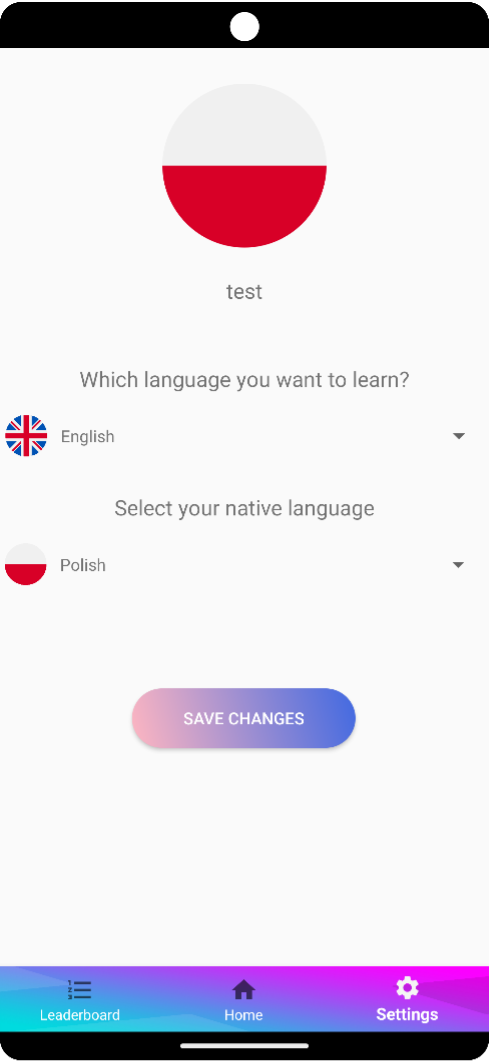 test
Which language you want to learn?
English
Select your native language
Polish
SAVE CHANGES
Leaderboard
Home
Settings